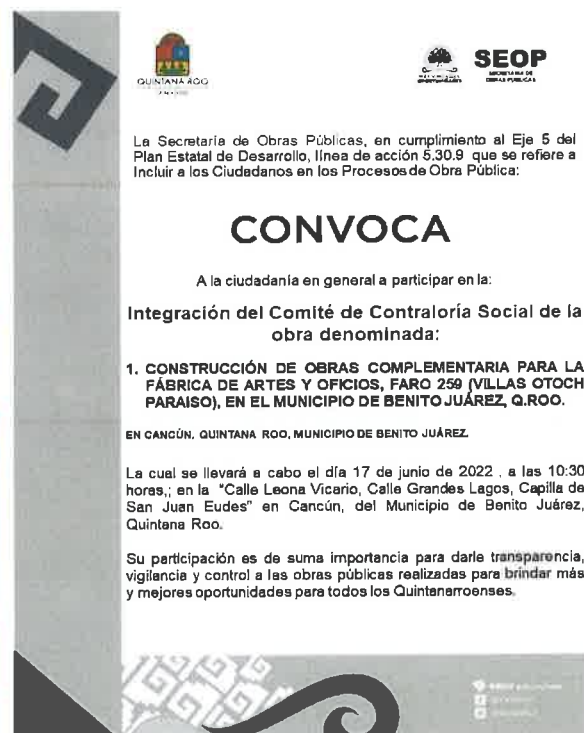 QUINTANA ROO
SEOP
SECRETARÍA DE
OBRAS PÚBLICAS
La Secretaría de Obras Públicas, en cumplimiento al Eje 5 del
Plan Estatal de Desarrollo, línea de acción 5.30.9 que se refiere a
Incluir a los Ciudadanos en los Procesos de Obra Pública:
CONVOCA
A la ciudadanía en general a participar en la:
Integración del Comité de Contraloría Social de la
obra denominada:
1. CONSTRUCCIÓN DE OBRAS COMPLEMENTARIA PARA LA
FÁBRICA DE ARTES Y OFICIOS, FARO 259 (VILLAS OTOCH
PARAISO), EN EL MUNICIPIO DE BENITO JUÁREZ, Q.ROO.
EN CANCÚN, QUINTANA ROO, MUNICIPIO DE BENITO JUÁREZ.
La cual se llevará a cabo el día 17 de junio de 2022 , a las 10:30
horas,; en la "Calle Leona Vicario, Calle Grandes Lagos, Capilla de
San Juan Eudes" en Cancún, del Municipio de Benito Juárez,
Quintana Roo.
Su participación es de suma importancia para darle transparencia,
vigilancia y control a las obras públicas realizadas para brindar más
y mejores oportunidades para todos los Quintanarroenses.